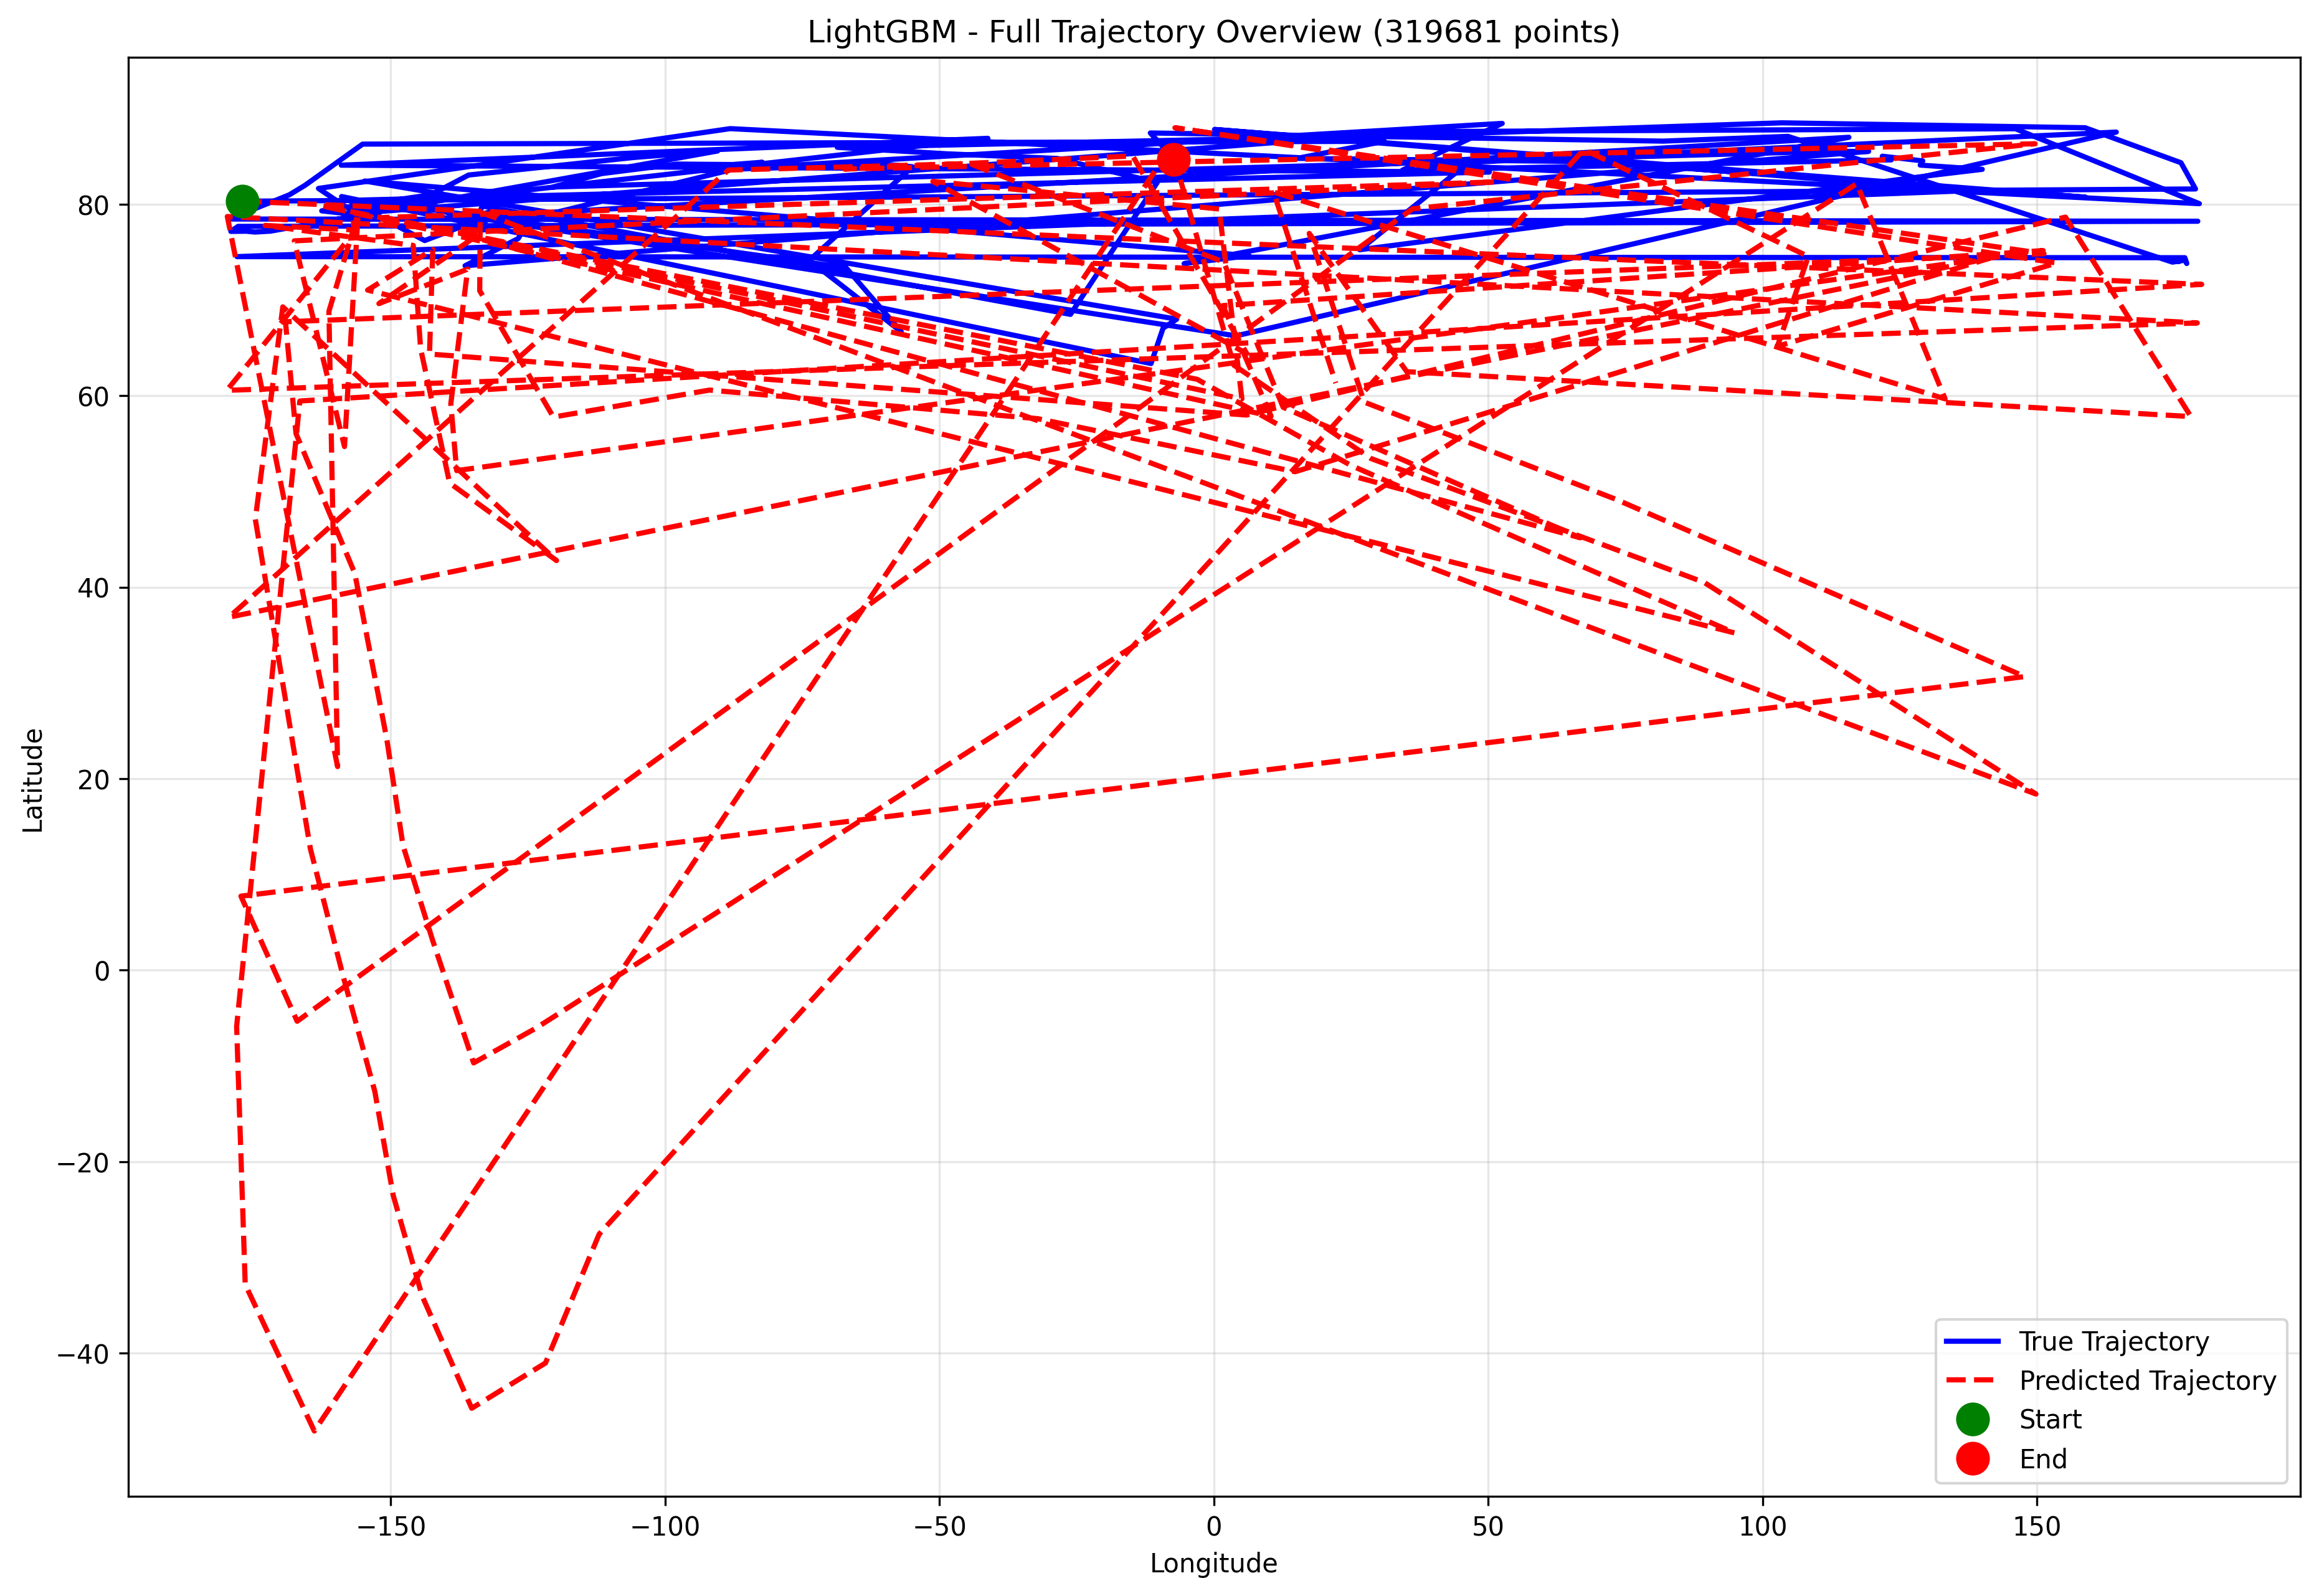 LightGBM - Full Trajectory Overview (319681 points)
80
60
40
20
0
−20
−40
Latitude
−150
−100
−50
0
50
100
150
Longitude
True Trajectory
Predicted Trajectory
Start
End